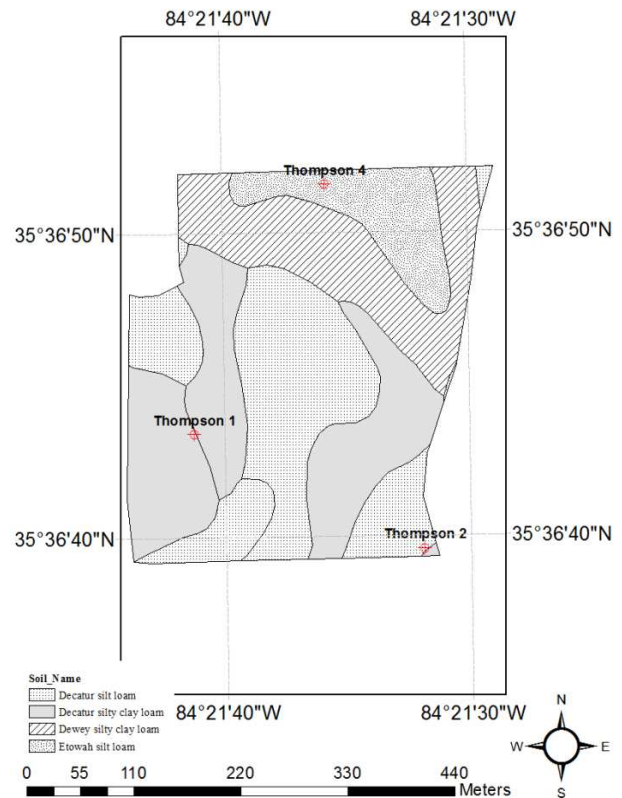 84°21'40"W 84°21'30"W
Thompson 4
35°36'50"N 35°36'50"N
Thompson 1
35°36'40"N 35°36'40"N
Thompson 2
Soil_Name
Decatur silt loam
Decatur silty clay loam
Dewey silty clay loam
Etowah silt loam
84°21'40"W 84°21'30"W
N
W E
S
0 55 110 220 330 440
Meters